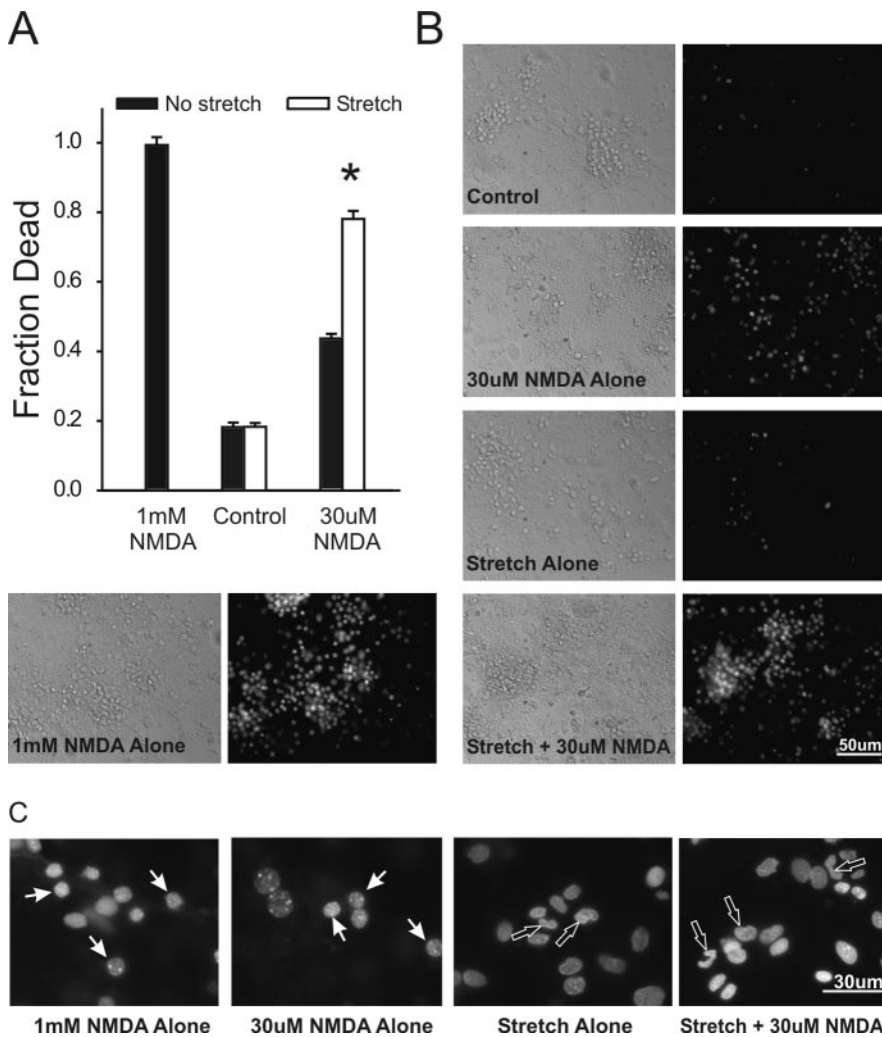 A
No stretch
Stretch
Fraction Dead
1.0
0.8
0.6
0.4
0.2
0.0
*
1mM
NMDA
Control
30uM
NMDA
1mM NMDA Alone
B
Control
30uM NMDA Alone
Stretch Alone
Stretch + 30uM NMDA
50um
C
30um
1mM NMDA Alone
30uM NMDA Alone
Stretch Alone
Stretch + 30uM NMDA